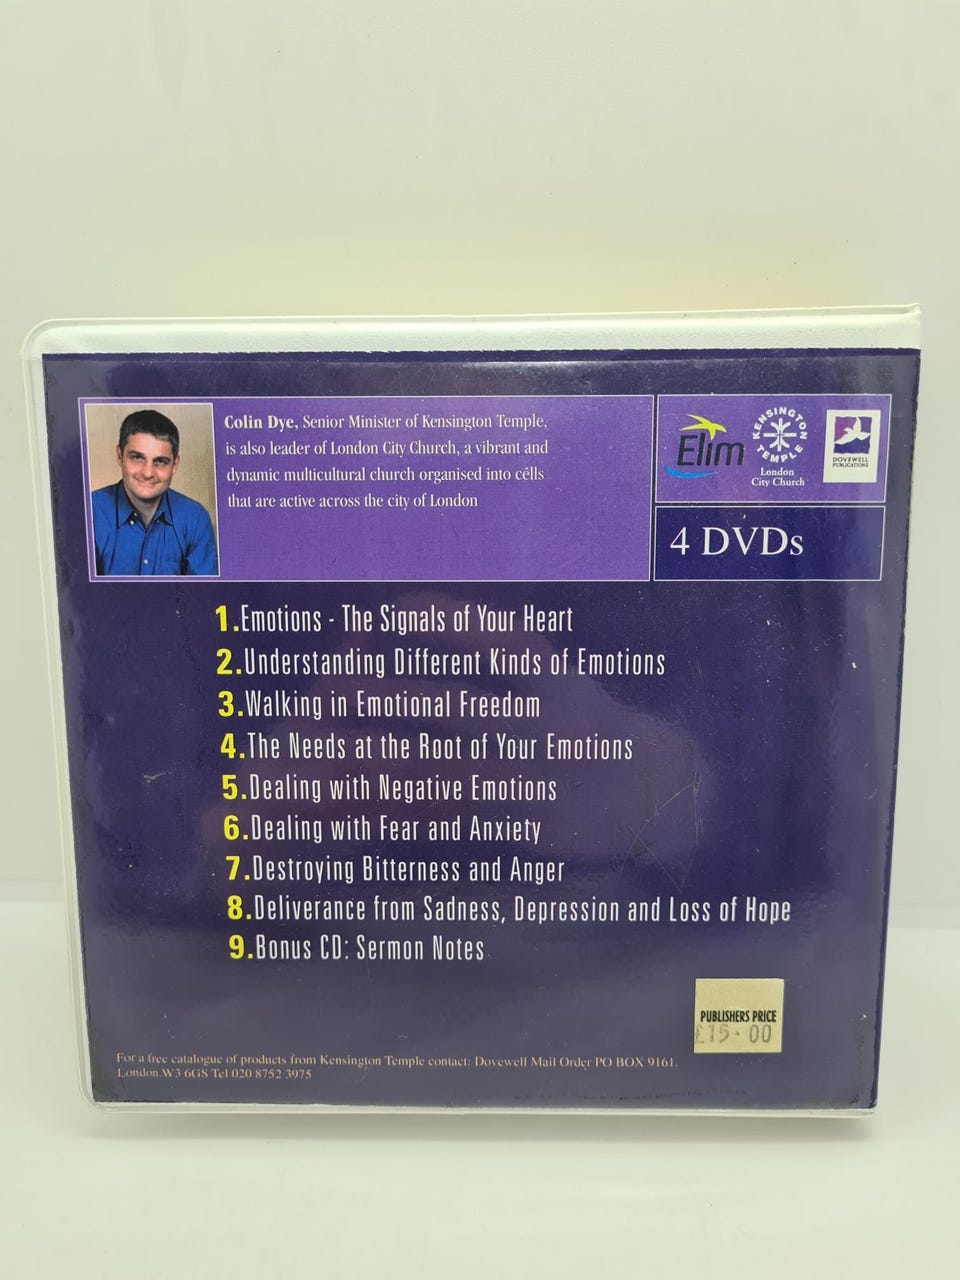 Colin Dye, Senior Minister of Kensington Temple,
is also leader of London City Church, a vibrant and
dynamic multicultural church organised into cells
that are active across the city of London
Elim
KENSINGTON
TEMPLE
London
City Church
DOVEWELL
PUBLICATIONS
4 DVDs
1.Emotions - The Signals of Your Heart
2.Understanding Different Kinds of Emotions
3.Walking in Emotional Freedom
4.The Needs at the Root of Your Emotions
5.Dealing with Negative Emotions
6.Dealing with Fear and Anxiety
7.Destroying Bitterness and Anger
8.Deliverance from Sadness, Depression and Loss of Hope
9.Bonus CD: Sermon Notes
PUBLISHERS PRICE
£15.00
For a free catalogue of products from Kensington Temple contact: Dovewell Mail Order PO BOX 9161.
London.W3 6GS Tel 020 8752 3975